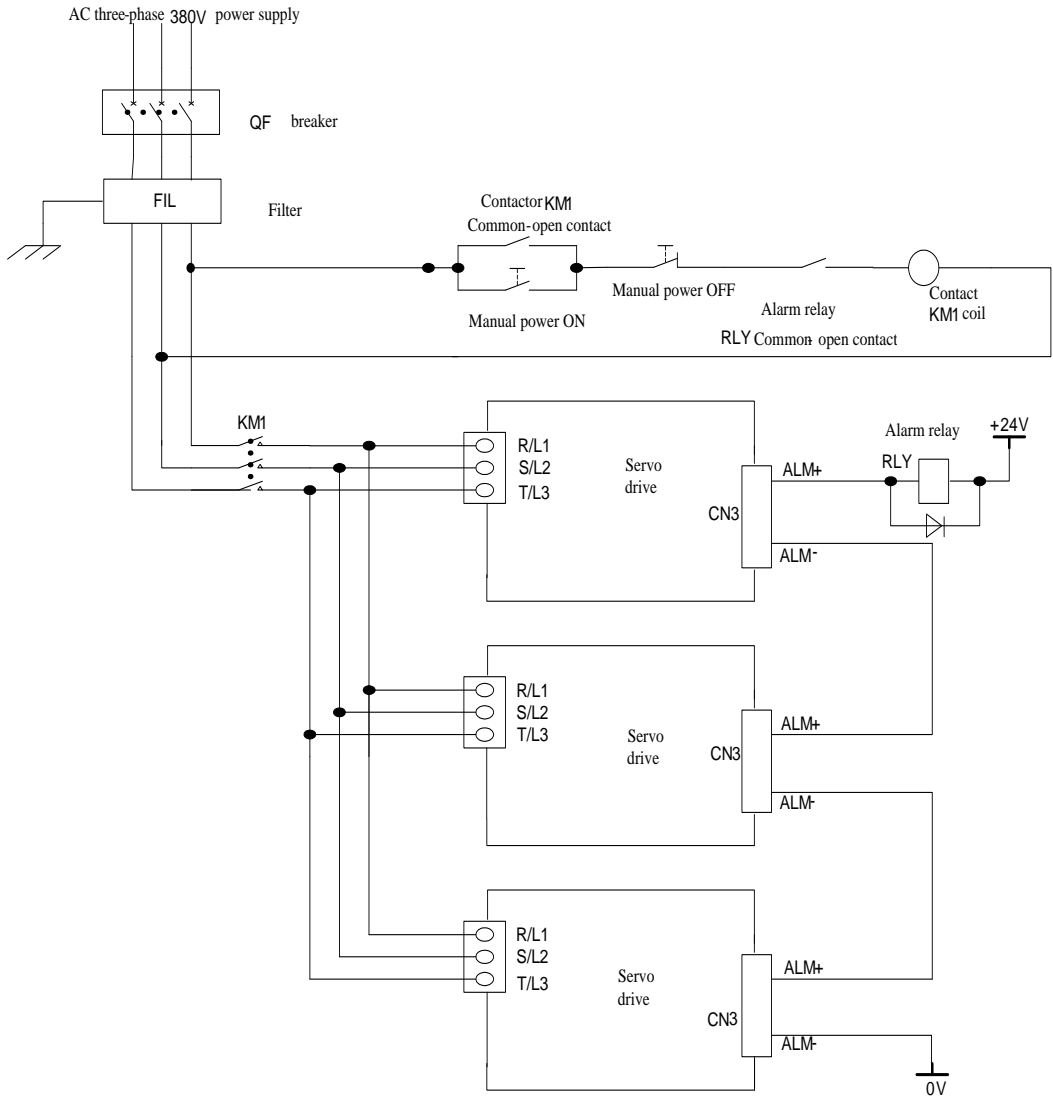 AC three-phase 380V power supply
QF breaker
FIL
Filter
Contactor KM1
Common-open contact
Manual power ON
Manual power OFF
Alarm relay
RLY Common- open contact
Contact
KM1 coil
KM1
R/L1
S/L2
T/L3
Servo
drive
CN3
ALM+
ALM-
Alarm relay
RLY
+24V
R/L1
S/L2
T/L3
Servo
drive
CN3
ALM+
ALM-
R/L1
S/L2
T/L3
Servo
drive
CN3
ALM+
ALM-
0V